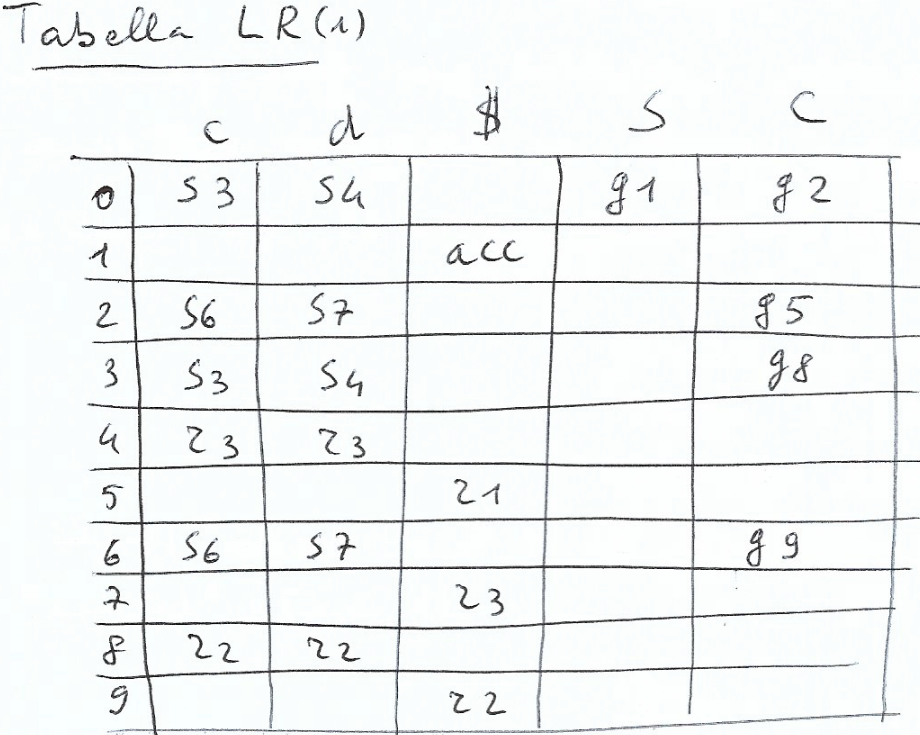 Tabella LR(1)
c d $ S C
0 s3 s4 g1 g2
1 acc
2 s6 s7 g5
3 s3 s4 g8
4 r3 r3
5 r1
6 s6 s7 g9
7 r3
8 r2 r2
9 r2